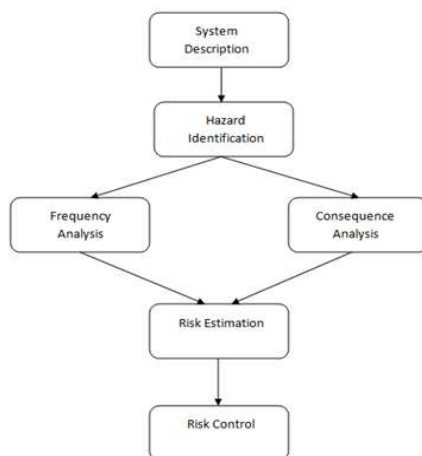 System
Description
Hazard
Identification
Frequency
Analysis
Consequence
Analysis
Risk Estimation
Risk Control